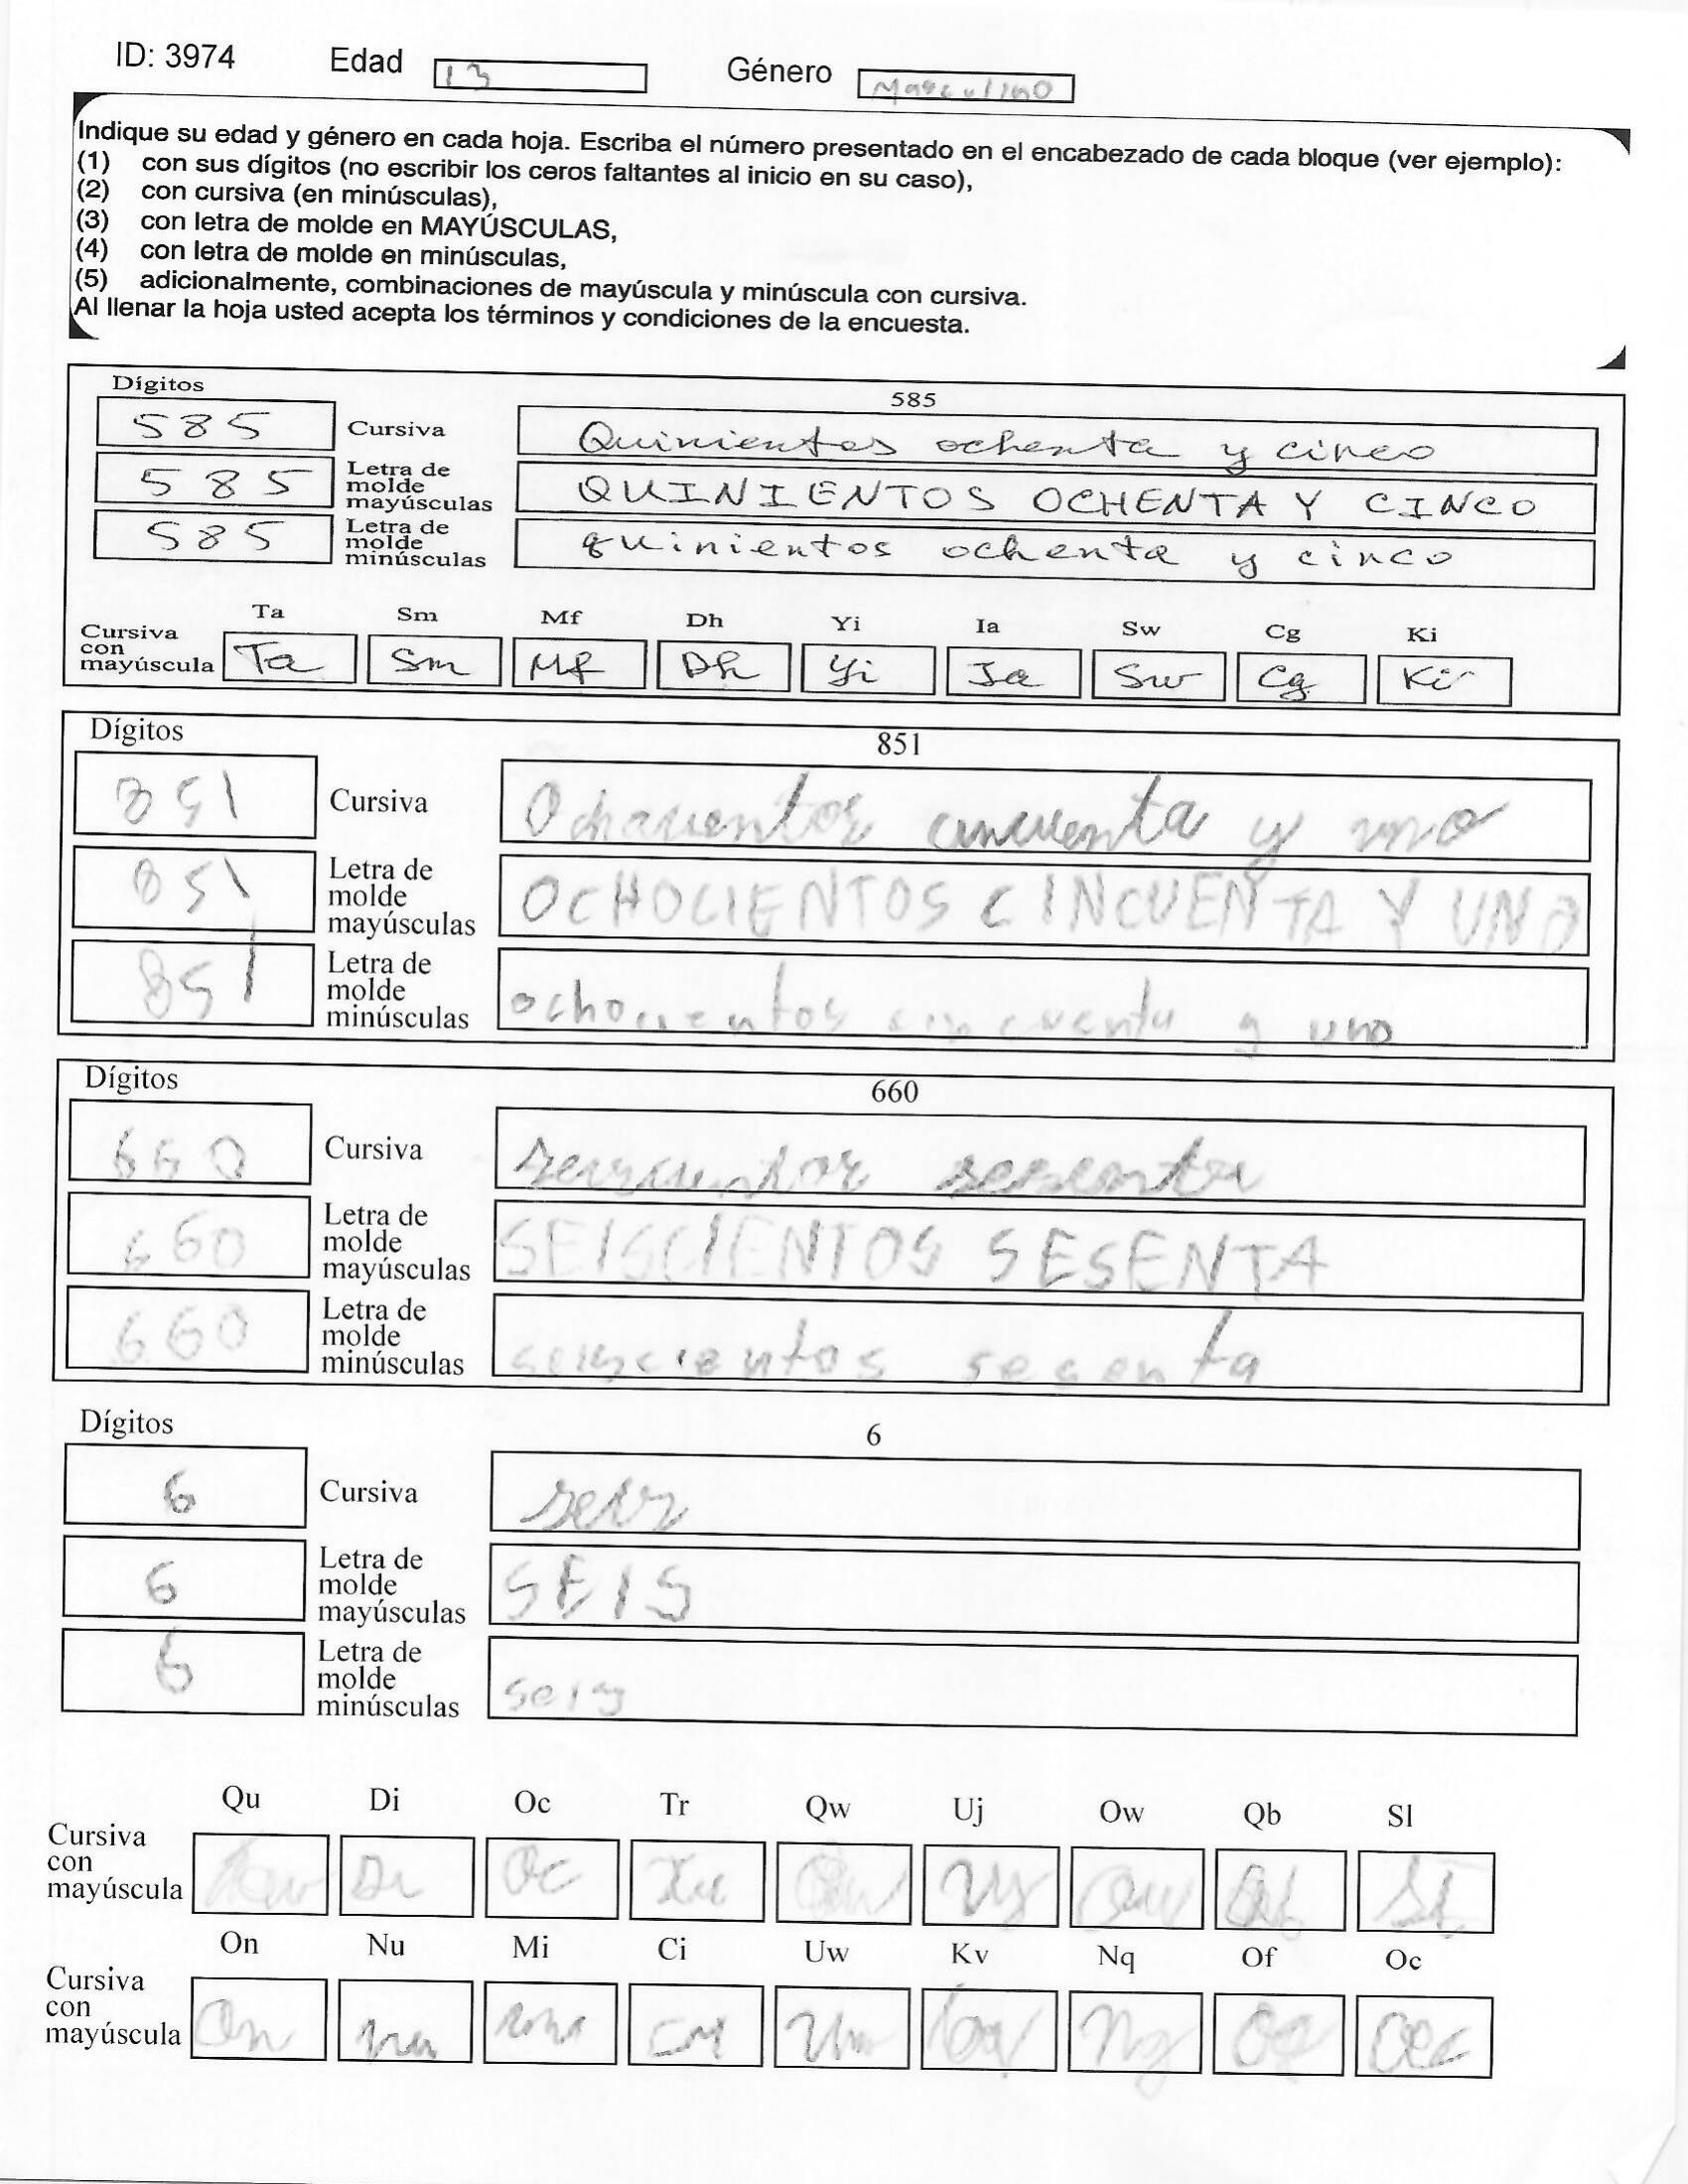 ID: 3974 Edad 13 Género Masculino
Indique su edad y género en cada hoja. Escriba el número presentado en el encabezado de cada bloque (ver ejemplo):
(1) con sus dígitos (no escribir los ceros faltantes al inicio en su caso),
(2) con cursiva (en minúsculas),
(3) con letra de molde en MAYÚSCULAS,
(4) con letra de molde en minúsculas,
(5) adicionalmente, combinaciones de mayúscula y minúscula con cursiva.
Al llenar la hoja usted acepta los términos y condiciones de la encuesta.
Dígitos 585
585 Cursiva Quinientos ochenta y cinco
585 Letra de molde mayúsculas QUINIENTOS OCHENTA Y CINCO
585 Letra de molde minúsculas quinientos ochenta y cinco
Ta Sm Mf Dh Yi Ia Sw Cg Ki
Cursiva con mayúscula Ta Sm Mf Dh Yi Ia Sw Cg Ki
Dígitos 851
851 Cursiva Ochocientos cincuenta y uno
851 Letra de molde mayúsculas OCHOCIENTOS CINCUENTA Y UNO
851 Letra de molde minúsculas ochocientos cincuenta y uno
Dígitos 660
660 Cursiva seiscientos sesenta
660 Letra de molde mayúsculas SEISCIENTOS SESENTA
660 Letra de molde minúsculas seiscientos sesenta
Dígitos 6
6 Cursiva seis
6 Letra de molde mayúsculas SEIS
6 Letra de molde minúsculas seis
Qu Di Oc Tr Qw Uj Ow Qb Sl
Cursiva con mayúscula Di Oc Uj Ow Sl
On Nu Mi Ci Uw Kv Nq Of Oc
Cursiva con mayúscula On Nu Ci Uw Nq Oc